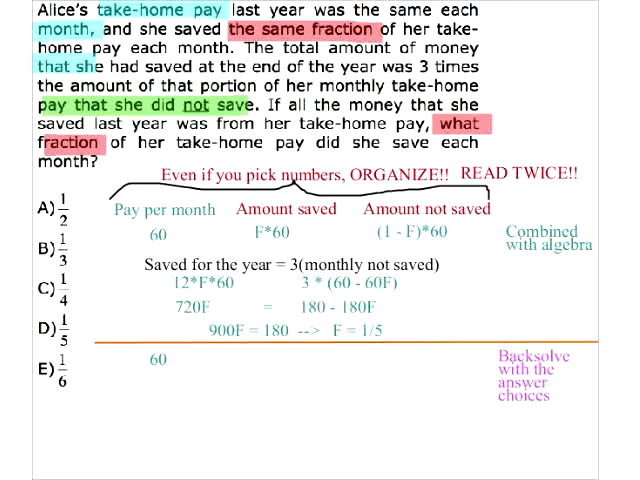 Alice's take-home pay last year was the same each
month, and she saved the same fraction of her take-
home pay each month. The total amount of money
that she had saved at the end of the year was 3 times
the amount of that portion of her monthly take-home
pay that she did not save. If all the money that she
saved last year was from her take-home pay, what
fraction of her take-home pay did she save each
month?
Even if you pick numbers, ORGANIZE!! READ TWICE!!
A) 1/2
Pay per month Amount saved Amount not saved
60 F*60 (1 - F)*60 Combined
with algebra
B) 1/3
Saved for the year = 3(monthly not saved)
C) 1/4
12*F*60 3 * (60 - 60F)
720F = 180 - 180F
D) 1/5
900F = 180 --> F = 1/5
E) 1/6
60 Backsolve
with the
answer
choices